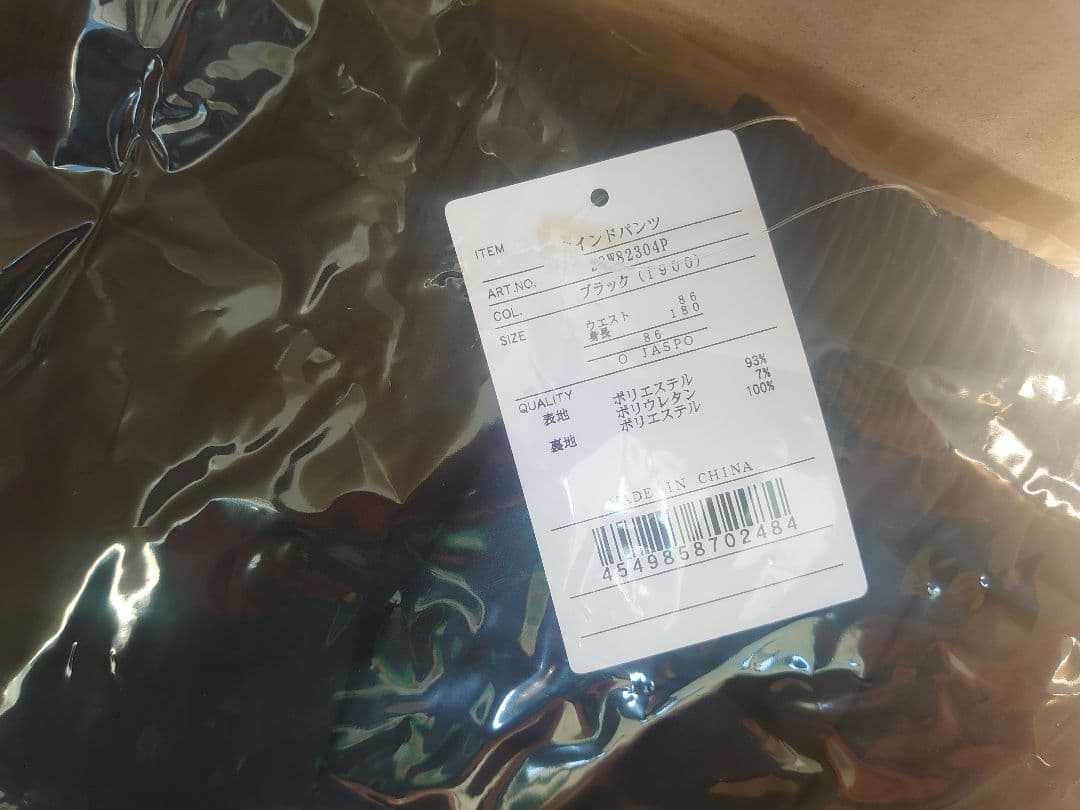 ITEM インドパンツ
ART.NO. W82304P
COL. ブラック (1900)
SIZE ウエスト 86
身長 180
86
O JASPO
QUALITY
表地 ポリエステル 93%
ポリウレタン 7%
裏地 ポリエステル 100%
MADE IN CHINA
4549858702484